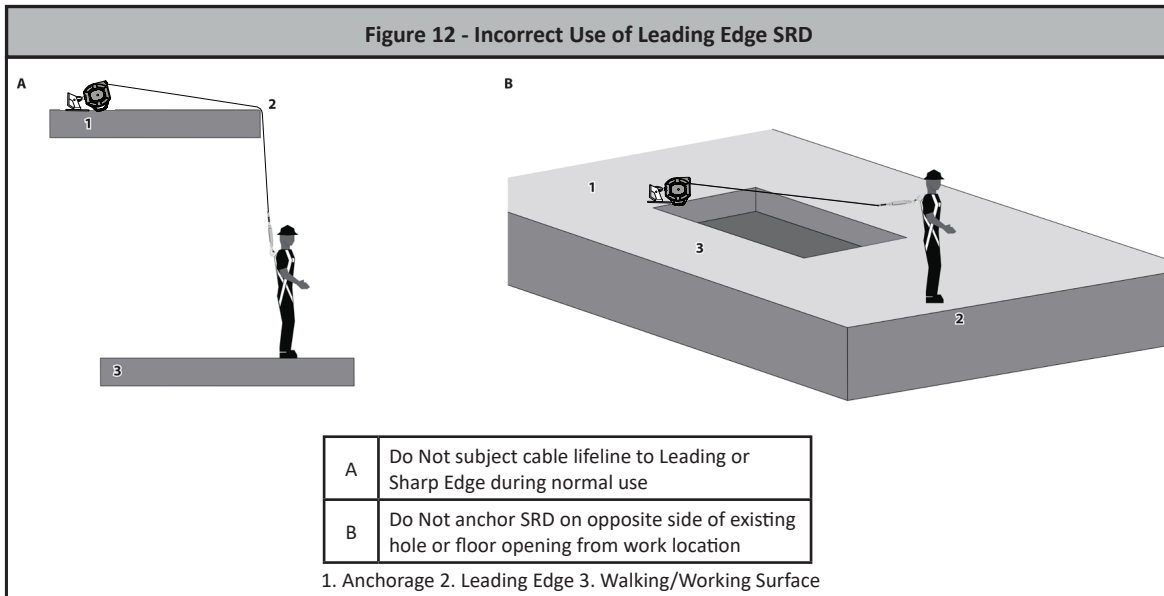 Figure 12 - Incorrect Use of Leading Edge SRD
A
B
1
2
3
1
3
2
A
Do Not subject cable lifeline to Leading or
Sharp Edge during normal use
B
Do Not anchor SRD on opposite side of existing
hole or floor opening from work location
1. Anchorage 2. Leading Edge 3. Walking/Working Surface